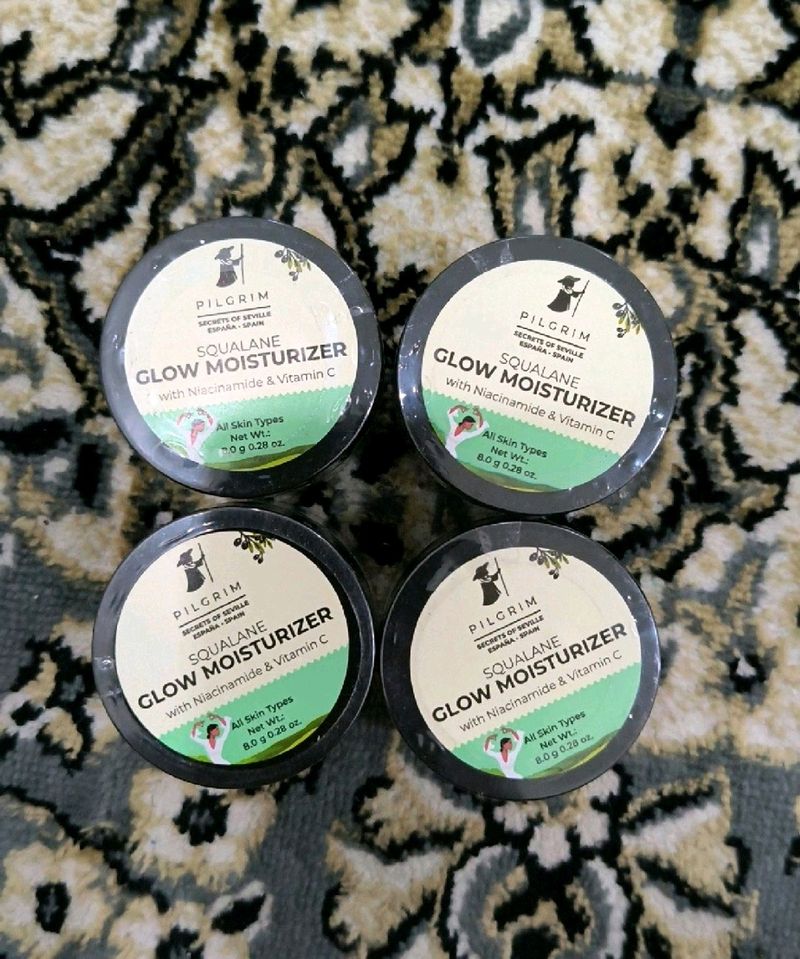 PILGRIM
SECRETS OF SEVILLE
ESPAÑA - SPAIN
SQUALANE
GLOW MOISTURIZER
with Niacinamide & Vitamin C
All Skin Types
Net Wt.:
8.0 g 0.28 oz.
PILGRIM
SECRETS OF SEVILLE
ESPAÑA - SPAIN
SQUALANE
GLOW MOISTURIZER
with Niacinamide & Vitamin C
All Skin Types
Net Wt.:
8.0 g 0.28 oz.
PILGRIM
SECRETS OF SEVILLE
ESPAÑA - SPAIN
SQUALANE
GLOW MOISTURIZER
with Niacinamide & Vitamin C
All Skin Types
Net Wt.:
8.0 g 0.28 oz.
PILGRIM
SECRETS OF SEVILLE
ESPAÑA - SPAIN
SQUALANE
GLOW MOISTURIZER
with Niacinamide & Vitamin C
All Skin Types
Net Wt.:
8.0 g 0.28 oz.